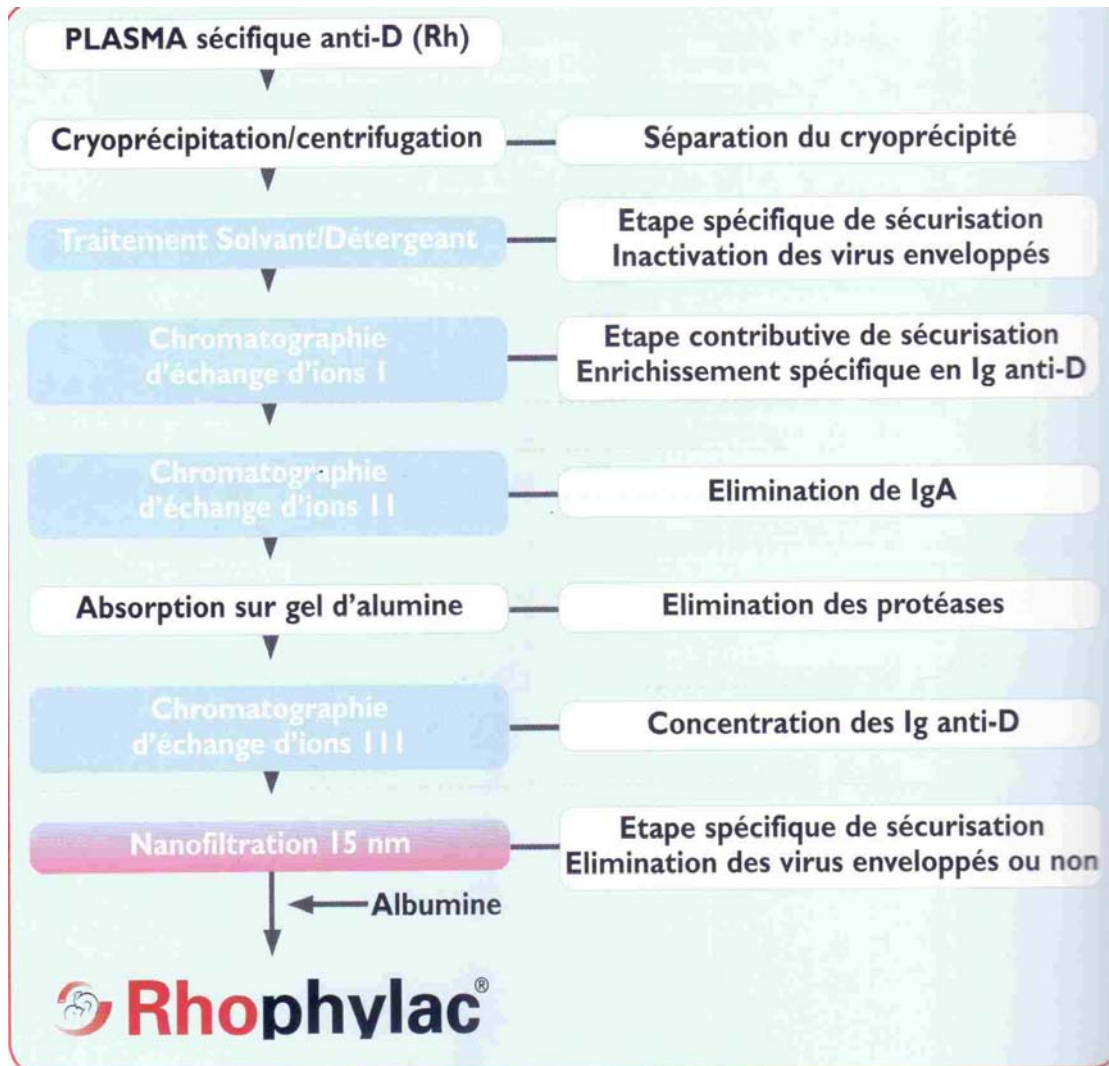 PLASMA sécifique anti-D (Rh)
Cryoprécipitation/centrifugation
Séparation du cryoprécipité
Traitement Solvant/Détergeant
Etape spécifique de sécurisation
Inactivation des virus enveloppés
Chromatographie
d'échange d'ions I
Etape contributive de sécurisation
Enrichissement spécifique en Ig anti-D
Chromatographie
d'échange d'ions II
Elimination de IgA
Absorption sur gel d'alumine
Elimination des protéases
Chromatographie
d'échange d'ions III
Concentration des Ig anti-D
Nanofiltration 15 nm
Etape spécifique de sécurisation
Elimination des virus enveloppés ou non
Albumine
Rhophylac®